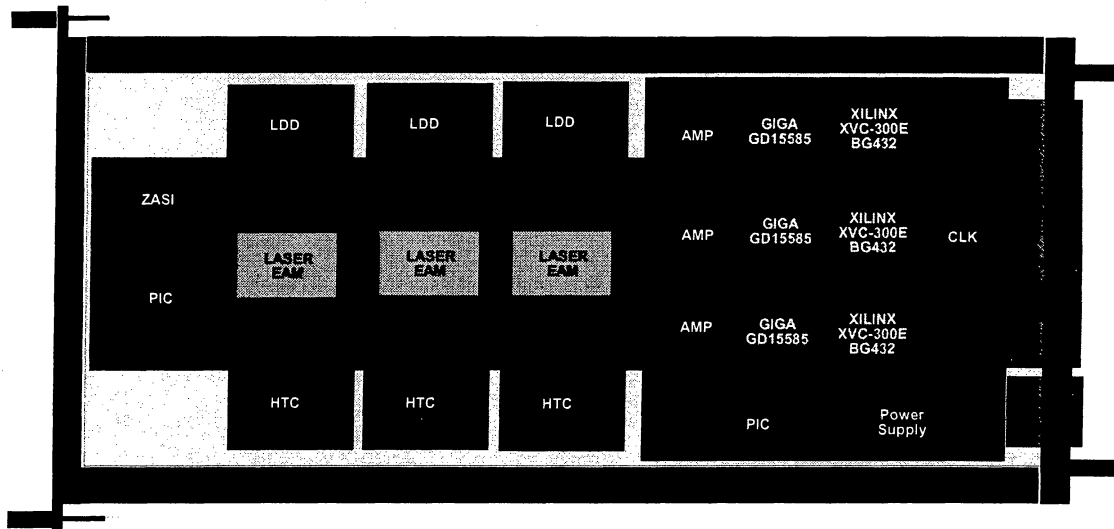 LDD
LDD
LDD
AMP
GIGA
GD15585
XILINX
XVC-300E
BG432
ZASI
LASER
EAM
LASER
EAM
LASER
EAM
AMP
GIGA
GD15585
XILINX
XVC-300E
BG432
CLK
PIC
AMP
GIGA
GD15585
XILINX
XVC-300E
BG432
HTC
HTC
HTC
PIC
Power
Supply